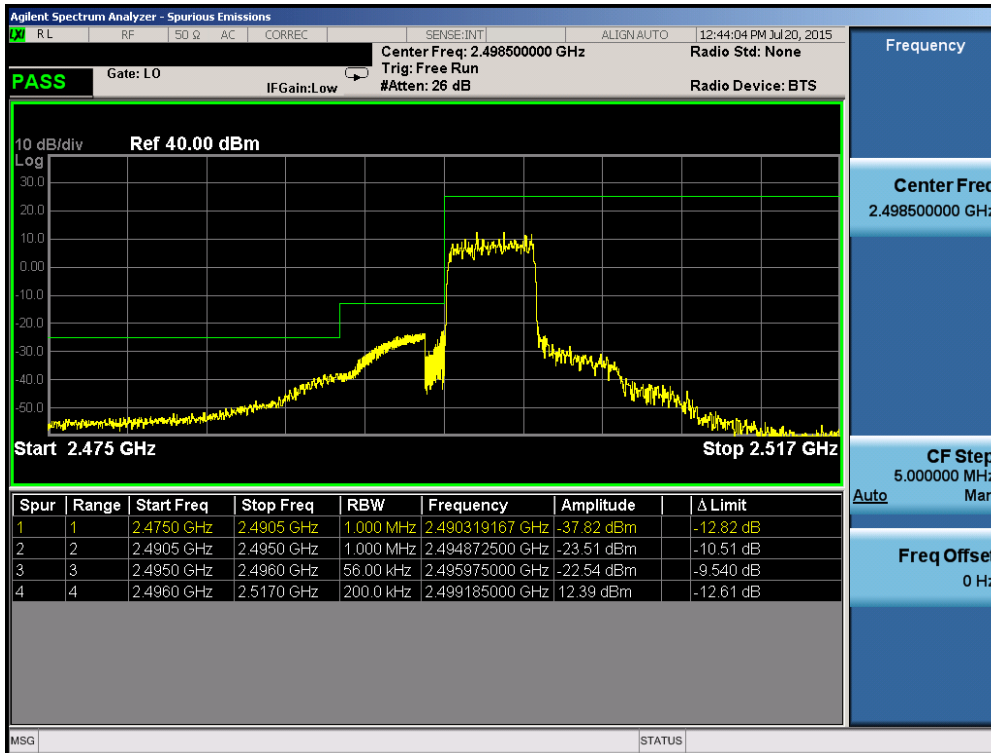 Agilent Spectrum Analyzer - Spurious Emissions
LXI RL RF 50 Ω AC CORREC SENSE:INT ALIGN AUTO 12:44:04 PM Jul 20, 2015
Center Freq: 2.498500000 GHz Radio Std: None
PASS Gate: LO Trig: Free Run
IFGain:Low #Atten: 26 dB Radio Device: BTS
10 dB/div Ref 40.00 dBm
Log
30.0
20.0
10.0
0.00
-10.0
-20.0
-30.0
-40.0
-50.0
Start 2.475 GHz Stop 2.517 GHz
Spur Range Start Freq Stop Freq RBW Frequency Amplitude Δ Limit
1 1 2.4750 GHz 2.4905 GHz 1.000 MHz 2.490319167 GHz -37.82 dBm -12.82 dB
2 2 2.4905 GHz 2.4950 GHz 1.000 MHz 2.494872500 GHz -23.51 dBm -10.51 dB
3 3 2.4950 GHz 2.4960 GHz 56.00 kHz 2.495975000 GHz -22.54 dBm -9.540 dB
4 4 2.4960 GHz 2.5170 GHz 200.0 kHz 2.499185000 GHz 12.39 dBm -12.61 dB
MSG STATUS
Frequency
Center Freq
2.498500000 GHz
CF Step
5.000000 MHz
Auto Man
Freq Offset
0 Hz